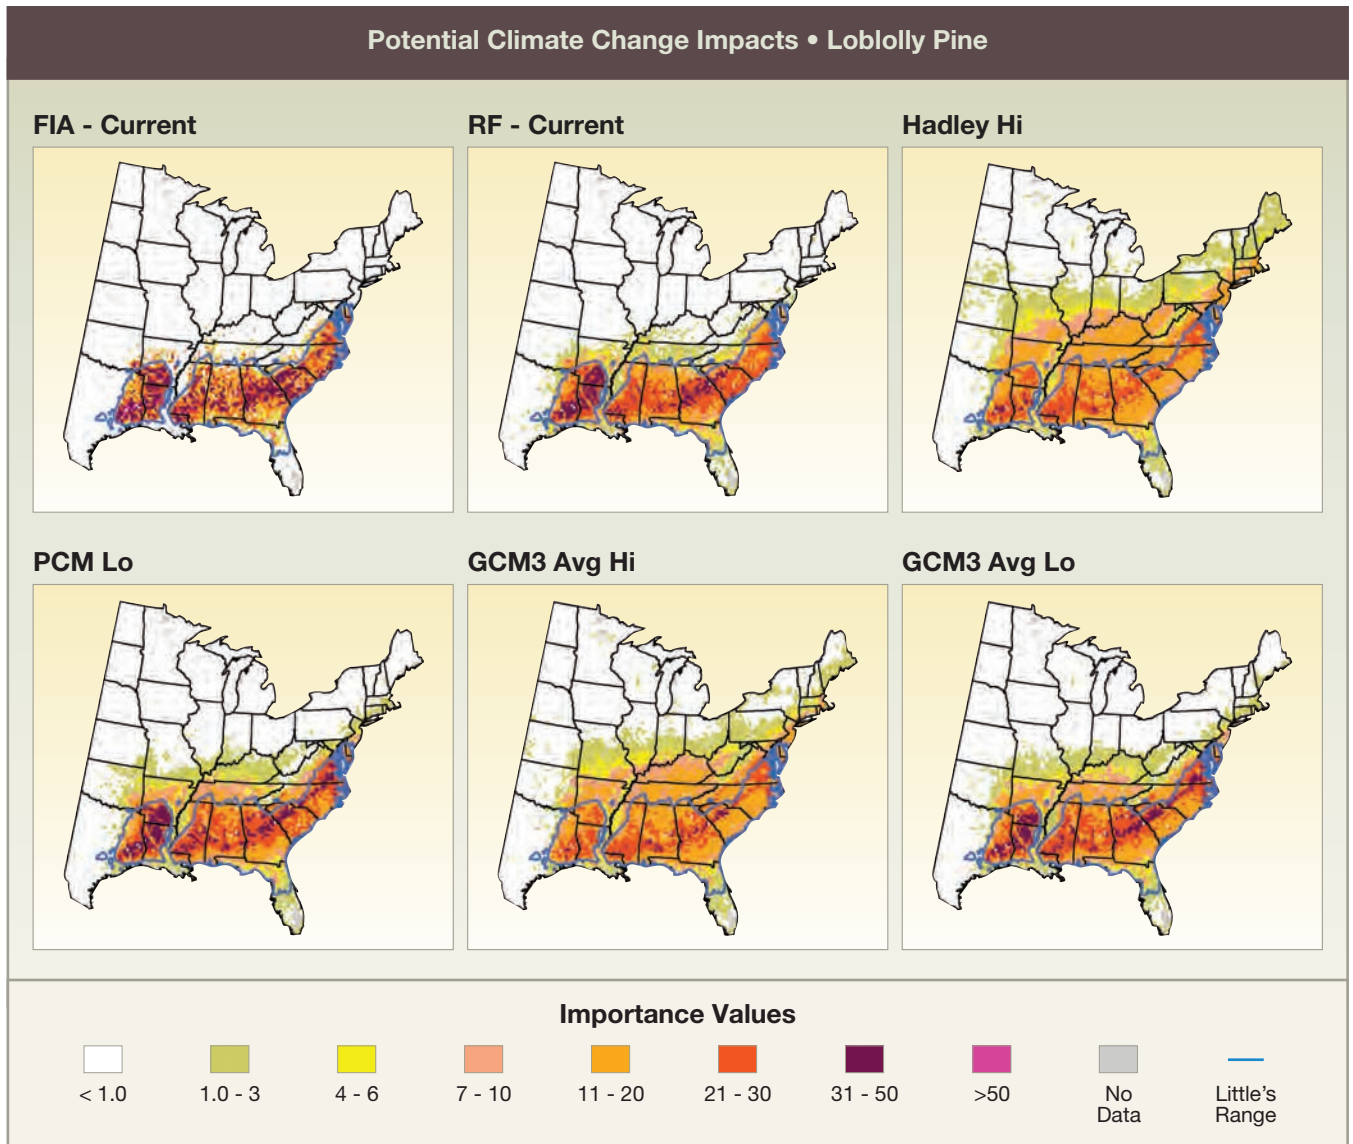 Potential Climate Change Impacts • Loblolly Pine
FIA - Current
RF - Current
Hadley Hi
PCM Lo
GCM3 Avg Hi
GCM3 Avg Lo
Importance Values
< 1.0
1.0 - 3
4 - 6
7 - 10
11 - 20
21 - 30
31 - 50
>50
No
Data
Little's
Range